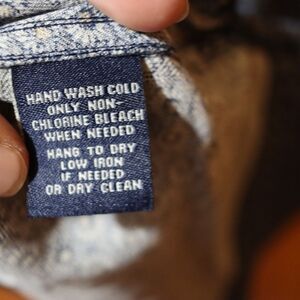 HAND WASH COLD
ONLY NON-
CHLORINE BLEACH
WHEN NEEDED
HANG TO DRY
LOW IRON
IF NEEDED
OR DRY CLEAN